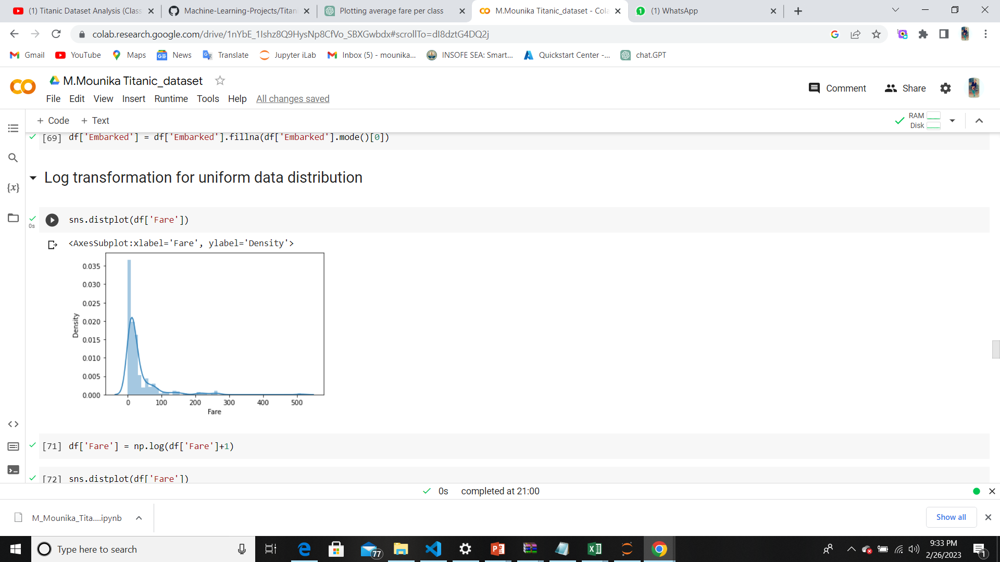 (1) Titanic Dataset Analysis (Class
Machine-Learning-Projects/Titani
Plotting average fare per class
M.Mounika Titanic_dataset - Cola
(1) WhatsApp
colab.research.google.com/drive/1nYbE_1Ishz8Q9HysNp8CfVo_SBXGwbdx#scrollTo=dI8dztG4DQ2j
Gmail
YouTube
Maps
News
Translate
Jupyter iLab
Inbox (5) - mounika...
INSOFE SEA: Smart...
Quickstart Center -...
chat.GPT
M.Mounika Titanic_dataset
Comment
Share
File Edit View Insert Runtime Tools Help All changes saved
+ Code + Text
RAM
Disk
[69] df['Embarked'] = df['Embarked'].fillna(df['Embarked'].mode()[0])
{x}
Log transformation for uniform data distribution
0s
sns.distplot(df['Fare'])
<AxesSubplot:xlabel='Fare', ylabel='Density'>
0.035
0.030
0.025
0.020
0.015
0.010
0.005
0.000
Density
0 100 200 300 400 500
Fare
[71] df['Fare'] = np.log(df['Fare']+1)
[72] sns.distplot(df['Fare'])
0s completed at 21:00
M_Mounika_Tita....ipynb
Show all
Type here to search
77
9:33 PM
2/26/2023
1